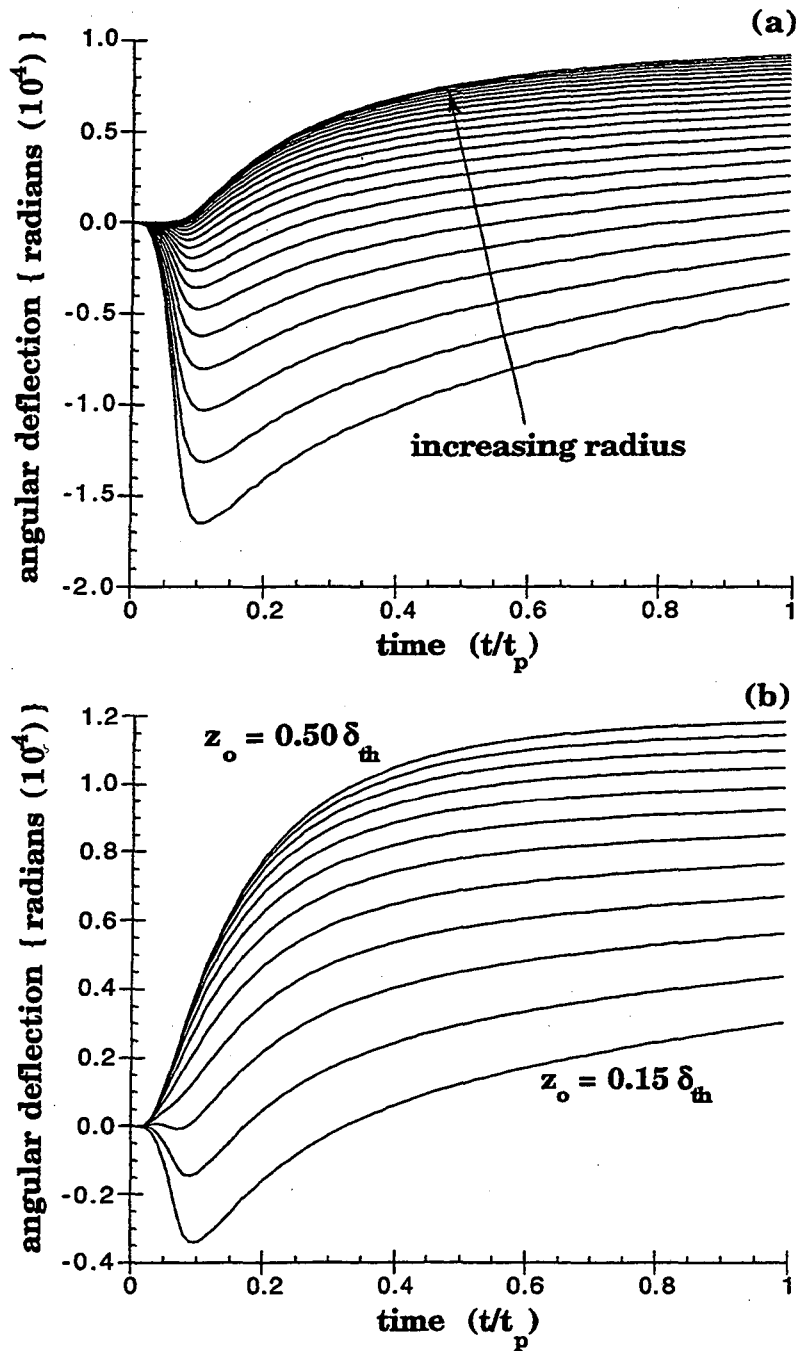 (a)
angular deflection { radians (10⁴) }
1.0
0.5
0.0
-0.5
-1.0
-1.5
-2.0
increasing radius
0 0.2 0.4 0.6 0.8 1
time (t/tₚ)
(b)
angular deflection { radians (10⁴) }
1.2
1.0
0.8
0.6
0.4
0.2
0.0
-0.2
-0.4
zₒ = 0.50 δₜₕ
zₒ = 0.15 δₜₕ
0 0.2 0.4 0.6 0.8 1
time (t/tₚ)